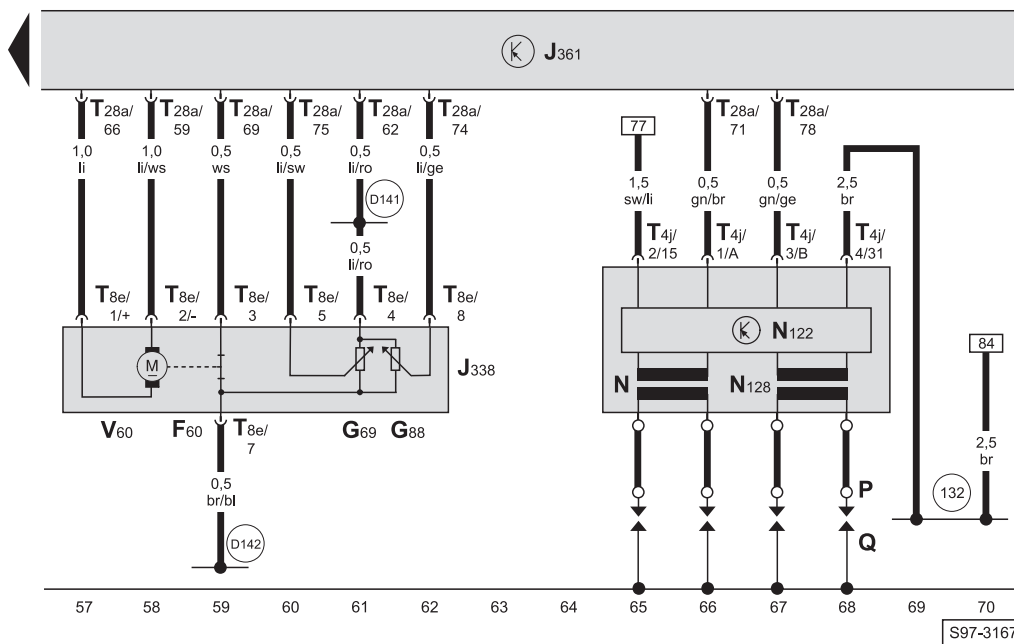 J361
T28a/ T28a/ T28a/ T28a/ T28a/ T28a/ T28a/ T28a/
66 59 69 75 62 74 71 78
77
1,0 1,0 0,5 0,5 0,5 0,5 1,5 0,5 0,5 2,5
li li/ws ws li/sw li/ro li/ge sw/li gn/br gn/ge br
D141
0,5
li/ro
T4j/ T4j/ T4j/ T4j/
2/15 1/A 3/B 4/31
T8e/ T8e/ T8e/ T8e/ T8e/ T8e/
1/+ 2/- 3 5 4 8
M
J338
N122
84
N N128
V60 F60 T8e/ G69 G88
7
0,5
br/bl
2,5
br
P
132
Q
D142
57 58 59 60 61 62 63 64 65 66 67 68 69 70
S97-3167